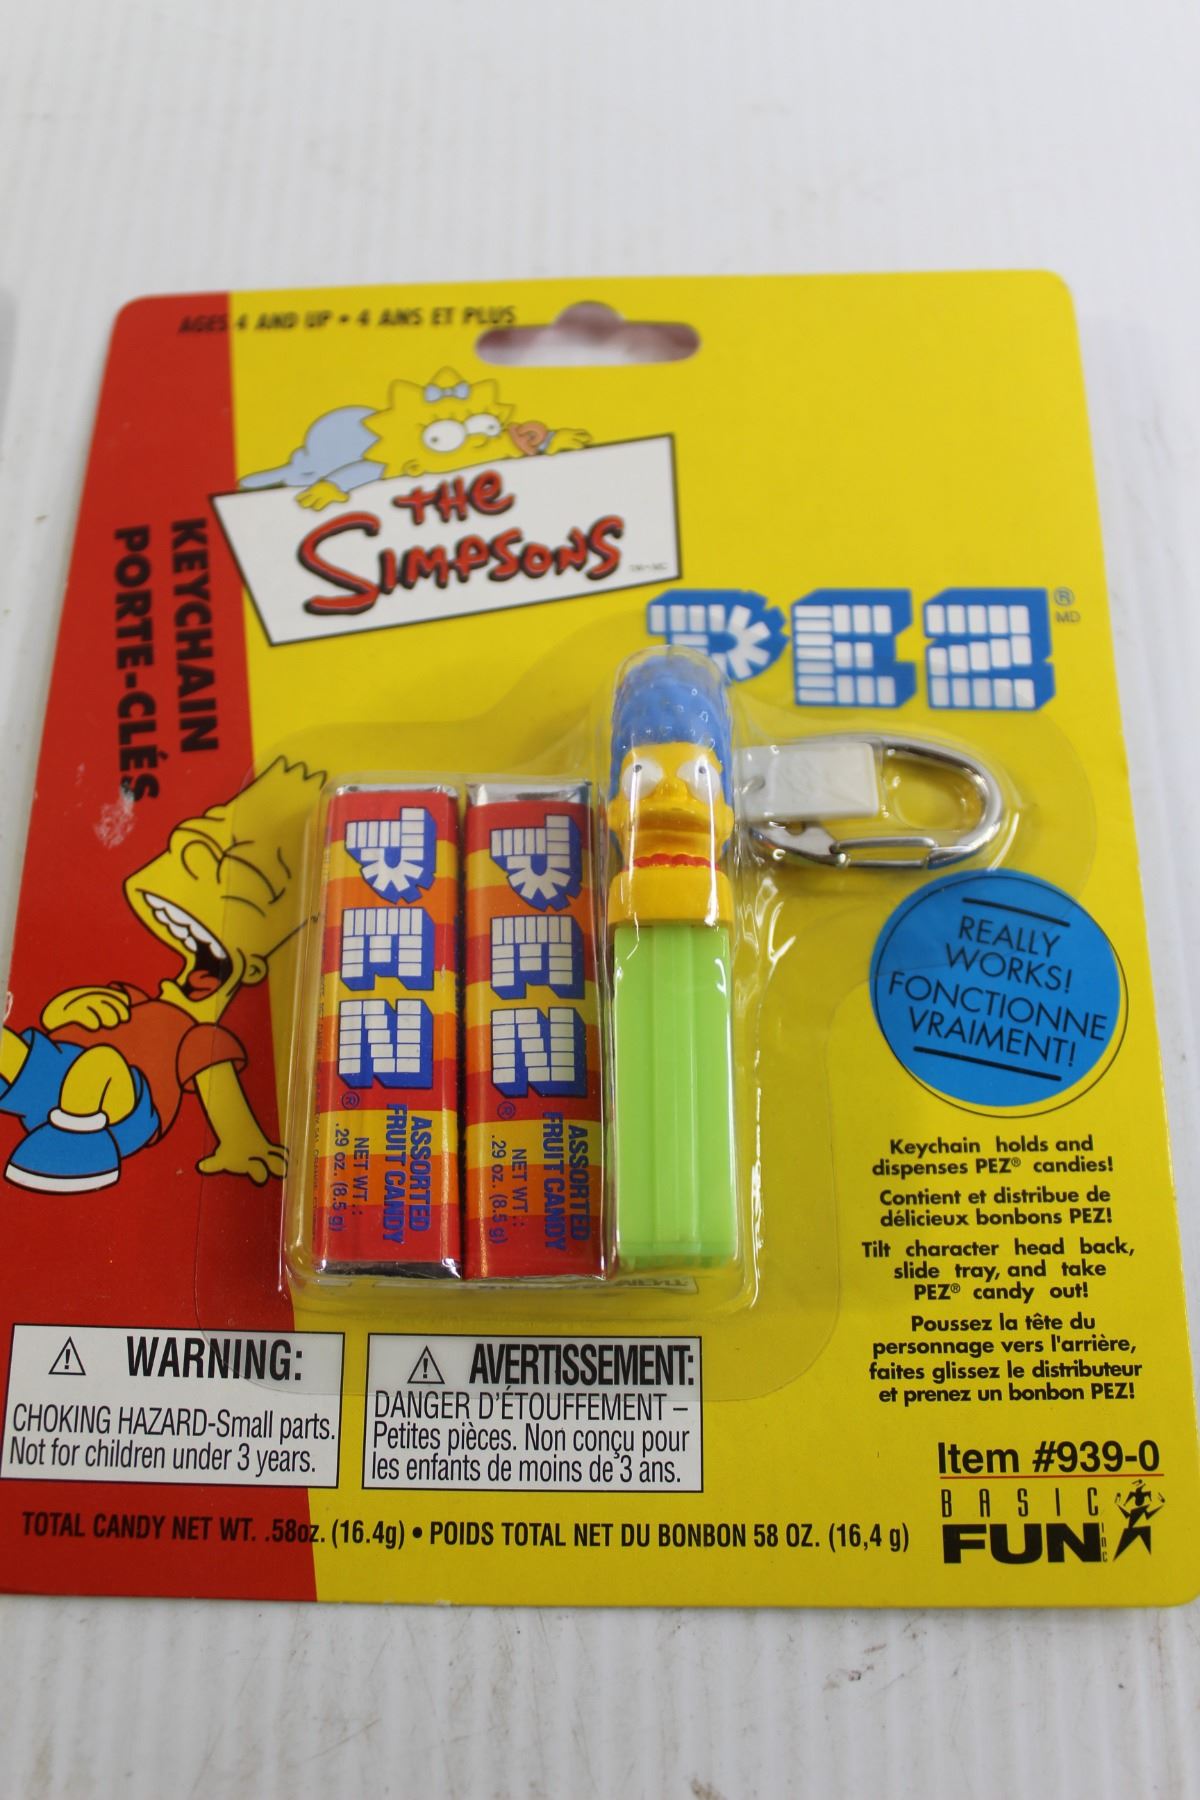 AGES 4 AND UP • 4 ANS ET PLUS
THE
SIMPSONS
TM • MC
KEYCHAIN
PORTE-CLÉS
PEZ®
MD
PEZ®
ASSORTED
FRUIT CANDY
NET WT.:
.29 oz. (8.5 g)
PEZ®
ASSORTED
FRUIT CANDY
NET WT.:
.29 oz. (8.5 g)
REALLY
WORKS!
FONCTIONNE
VRAIMENT!
Keychain holds and
dispenses PEZ® candies!
Contient et distribue de
délicieux bonbons PEZ!
Tilt character head back,
slide tray, and take
PEZ® candy out!
Poussez la tête du
personnage vers l'arrière,
faites glissez le distributeur
et prenez un bonbon PEZ!
⚠ WARNING:
CHOKING HAZARD-Small parts.
Not for children under 3 years.
⚠ AVERTISSEMENT:
DANGER D'ÉTOUFFEMENT –
Petites pièces. Non conçu pour
les enfants de moins de 3 ans.
Item #939-0
BASIC
FUN INC
TOTAL CANDY NET WT. .58oz. (16.4g) • POIDS TOTAL NET DU BONBON 58 OZ. (16,4 g)